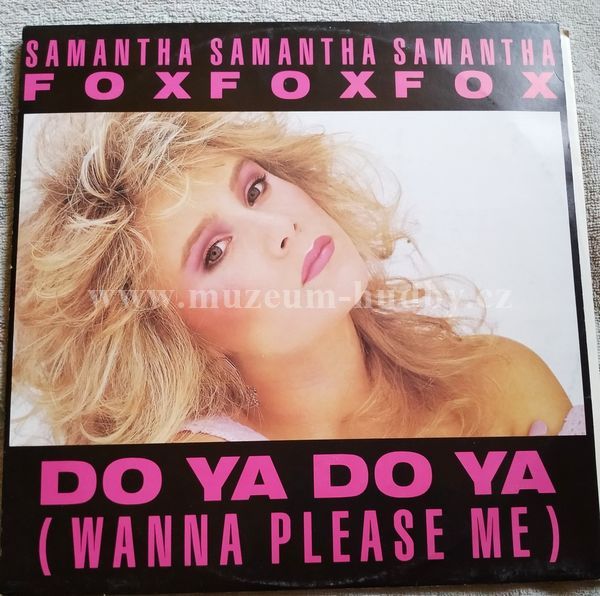 SAMANTHA SAMANTHA SAMANTHA
FOXFOXFOX
www.muzeum-hudby.cz
DO YA DO YA
(WANNA PLEASE ME)